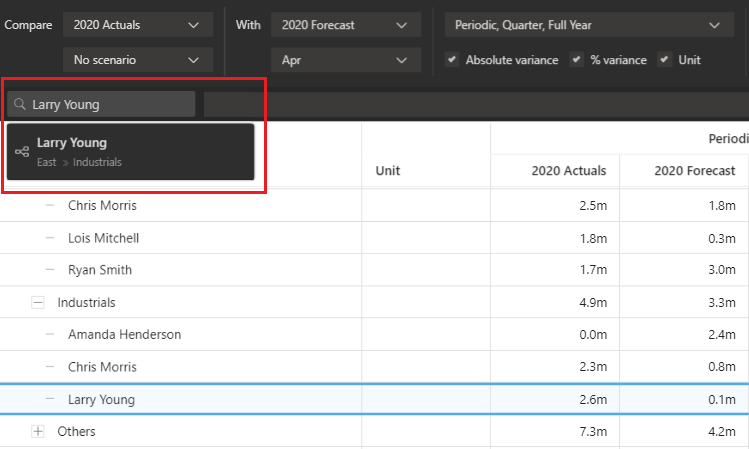 Compare 2020 Actuals With 2020 Forecast Periodic, Quarter, Full Year
No scenario Apr Absolute variance % variance Unit
Larry Young
Larry Young
East » Industrials
Periodi
Unit 2020 Actuals 2020 Forecast
Chris Morris 2.5m 1.8m
Lois Mitchell 1.8m 0.3m
Ryan Smith 1.7m 3.0m
Industrials 4.9m 3.3m
Amanda Henderson 0.0m 2.4m
Chris Morris 2.3m 0.8m
Larry Young 2.6m 0.1m
Others 7.3m 4.2m